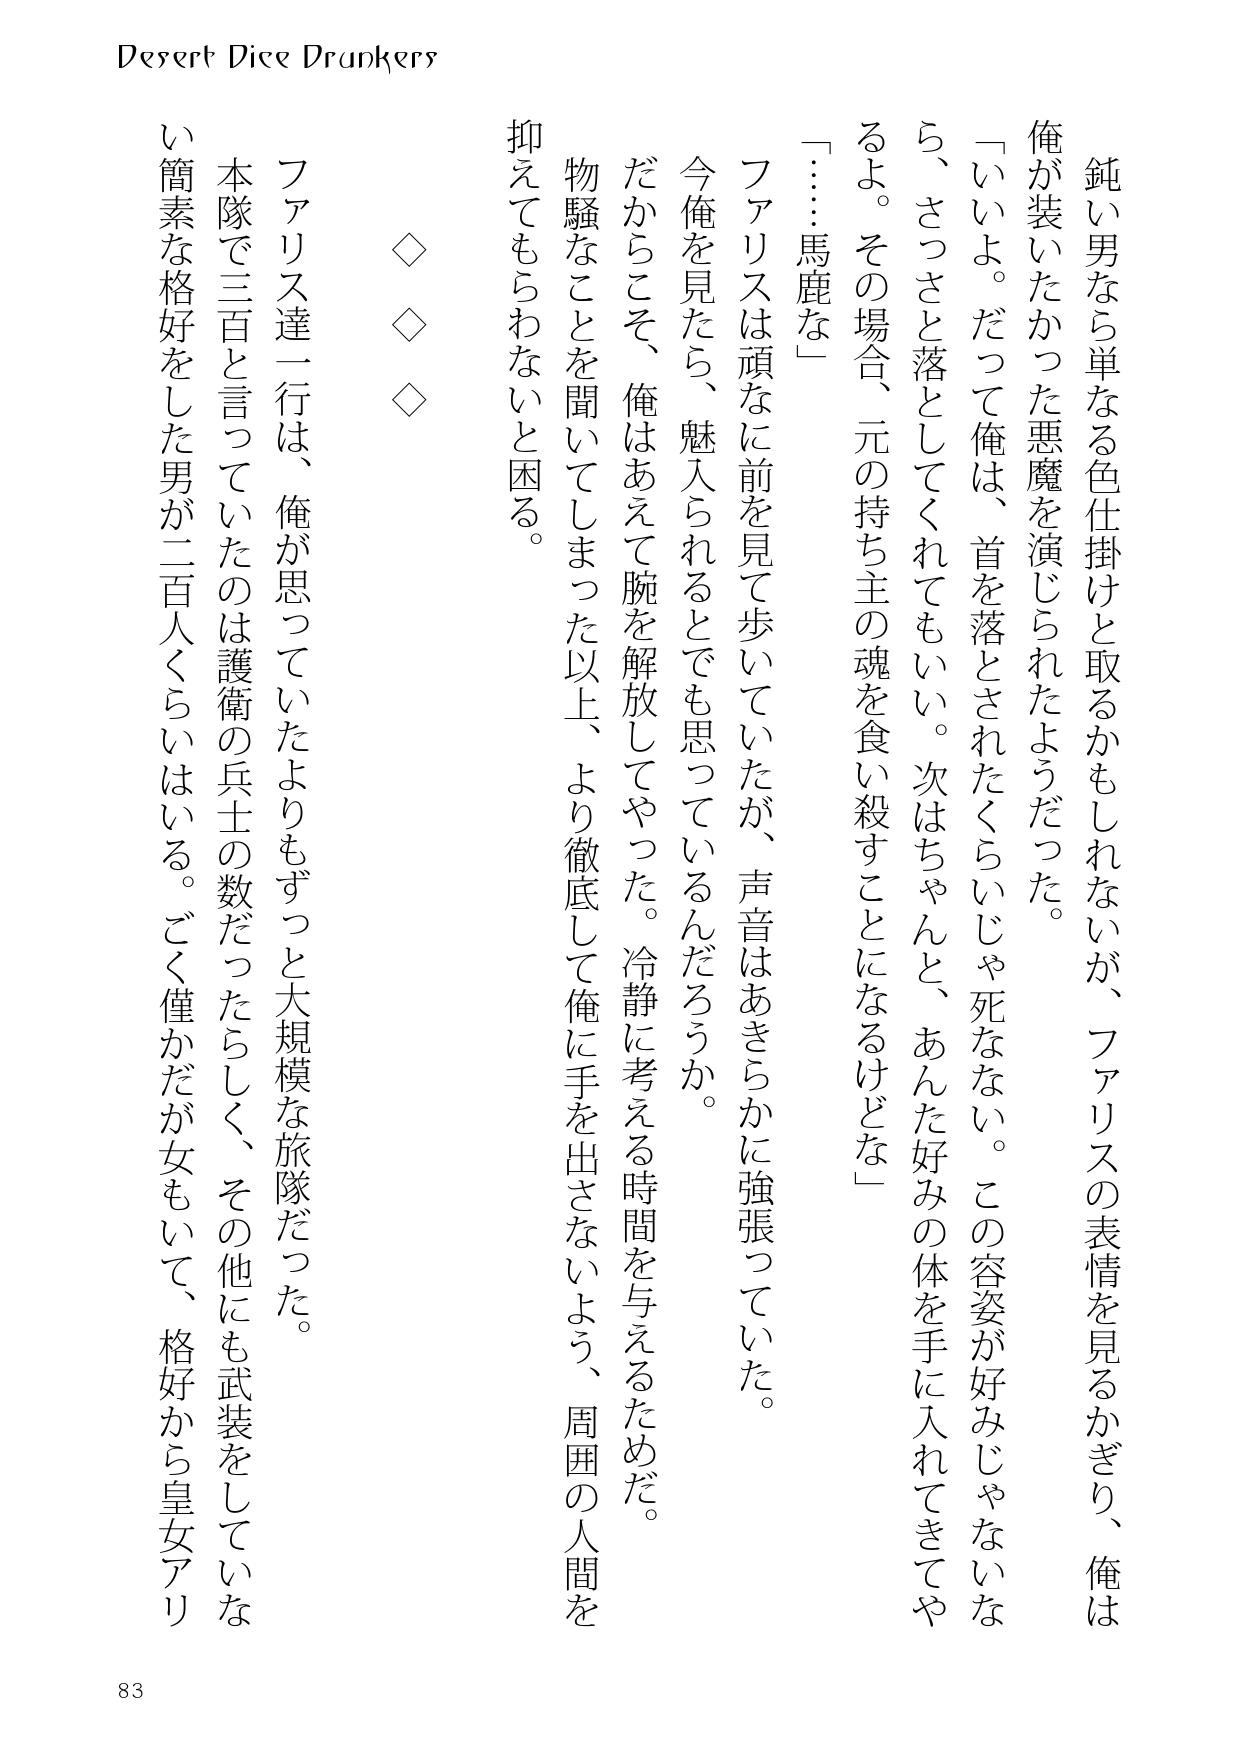 Desert Dice Drunkers
鈍い男なら単なる色仕掛けと取るかもしれないが、ファリスの表情を見るかぎり、俺は
俺が装いたかった悪魔を演じられたようだった。
「いいよ。だって俺は、首を落とされたくらいじゃ死なない。この容姿が好みじゃないな
ら、さっさと落としてくれてもいい。次はちゃんと、あんた好みの体を手に入れてきてや
るよ。その場合、元の持ち主の魂を食い殺すことになるけどな」
「……馬鹿な」
ファリスは頑なに前を見て歩いていたが、声音はあきらかに強張っていた。
今俺を見たら、魅入られるとでも思っているんだろうか。
だからこそ、俺はあえて腕を解放してやった。冷静に考える時間を与えるためだ。
物騒なことを聞いてしまった以上、より徹底して俺に手を出さないよう、周囲の人間を
抑えてもらわないと困る。
◇ ◇ ◇
ファリス達一行は、俺が思っていたよりもずっと大規模な旅隊だった。
本隊で三百と言っていたのは護衛の兵士の数だったらしく、その他にも武装をしていな
い簡素な格好をした男が二百人くらいはいる。ごく僅かだが女もいて、格好から皇女アリ
83